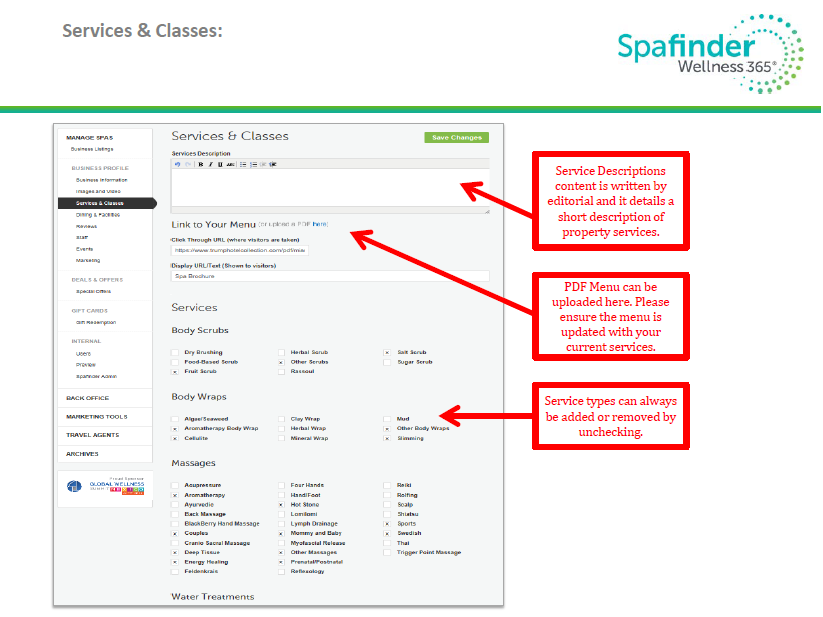 Services & Classes:
Spafinder
Wellness 365®
MANAGE SPAS
Business Listings
BUSINESS PROFILE
Business Information
Images and Video
Services & Classes
Dining & Facilities
Reviews
Staff
Events
Marketing
DEALS & OFFERS
Special Offers
GIFT CARDS
Gift Redemption
INTERNAL
Users
Preview
Spafinder Admin
BACK OFFICE
MARKETING TOOLS
TRAVEL AGENTS
ARCHIVES
Proud Sponsor
GLOBAL WELLNESS
Services & Classes
Save Changes
Services Description
B I U ABC
Link to Your Menu (or upload a PDF here)
Click Through URL (where visitors are taken)
https://www.trumphotelcollection.com/pdf/mia
Display URL/Text (Shown to visitors)
Spa Brochure
Services
Body Scrubs
Dry Brushing Herbal Scrub Salt Scrub
Food-Based Scrub Other Scrubs Sugar Scrub
Fruit Scrub Rassoul
Body Wraps
Algae/Seaweed Clay Wrap Mud
Aromatherapy Body Wrap Herbal Wrap Other Body Wraps
Cellulite Mineral Wrap Slimming
Massages
Acupressure Four Hands Reiki
Aromatherapy Hand/Foot Rolfing
Ayurvedic Hot Stone Scalp
Back Massage Lomilomi Shiatsu
BlackBerry Hand Massage Lymph Drainage Sports
Couples Mommy and Baby Swedish
Cranio Sacral Massage Myofascial Release Thai
Deep Tissue Other Massages Trigger Point Massage
Energy Healing Prenatal/Postnatal
Feldenkrais Reflexology
Water Treatments
Service Descriptions
content is written by
editorial and it details a
short description of
property services.
PDF Menu can be
uploaded here. Please
ensure the menu is
updated with your
current services.
Service types can always
be added or removed by
unchecking.